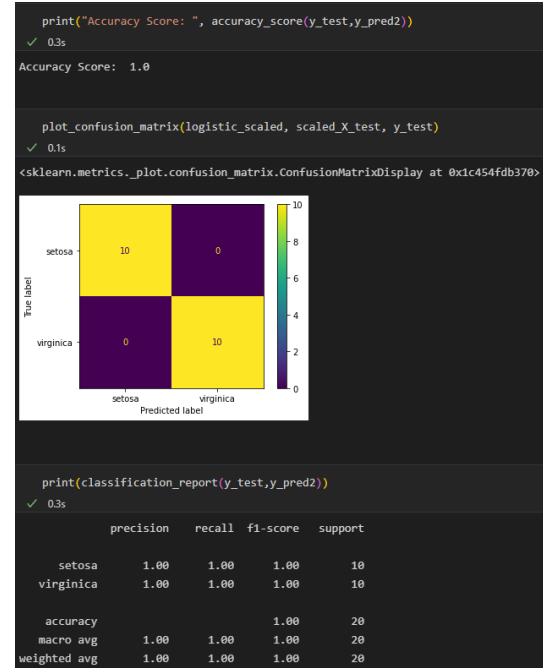 print("Accuracy Score: ", accuracy_score(y_test,y_pred2))
✓ 0.3s
Accuracy Score:  1.0
plot_confusion_matrix(logistic_scaled, scaled_X_test, y_test)
✓ 0.1s
<sklearn.metrics._plot.confusion_matrix.ConfusionMatrixDisplay at 0x1c454fdb370>
10
setosa 10 0
8
6
True label
4
virginica 0 10
2
0
setosa virginica
Predicted label
print(classification_report(y_test,y_pred2))
✓ 0.3s
precision recall f1-score support
setosa 1.00 1.00 1.00 10
virginica 1.00 1.00 1.00 10
accuracy 1.00 20
macro avg 1.00 1.00 1.00 20
weighted avg 1.00 1.00 1.00 20